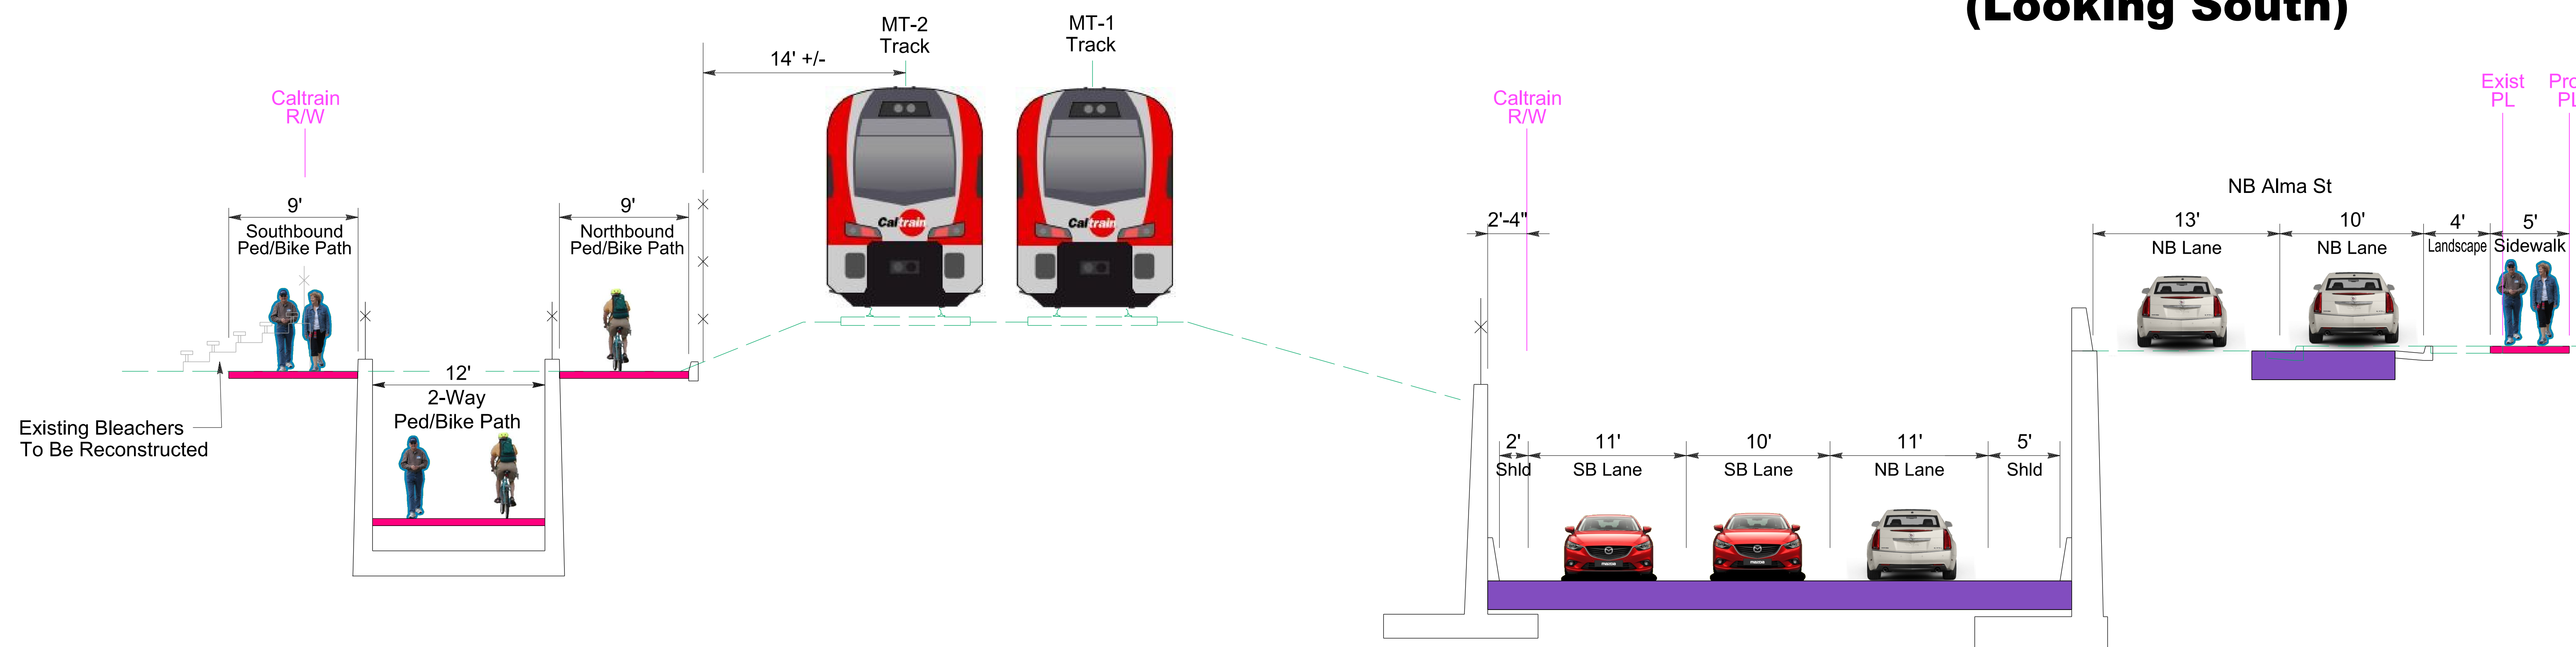 (Looking South)
MT-2
Track
MT-1
Track
14' +/-
Caltrain
R/W
9'
Southbound
Ped/Bike Path
9'
Northbound
Ped/Bike Path
12'
2-Way
Ped/Bike Path
Existing Bleachers
To Be Reconstructed
Caltrain
Caltrain
Caltrain
R/W
2'-4"
2'
Shld
11'
SB Lane
10'
SB Lane
11'
NB Lane
5'
Shld
NB Alma St
13'
NB Lane
10'
NB Lane
4'
Landscape
5'
Sidewalk
Exist
PL